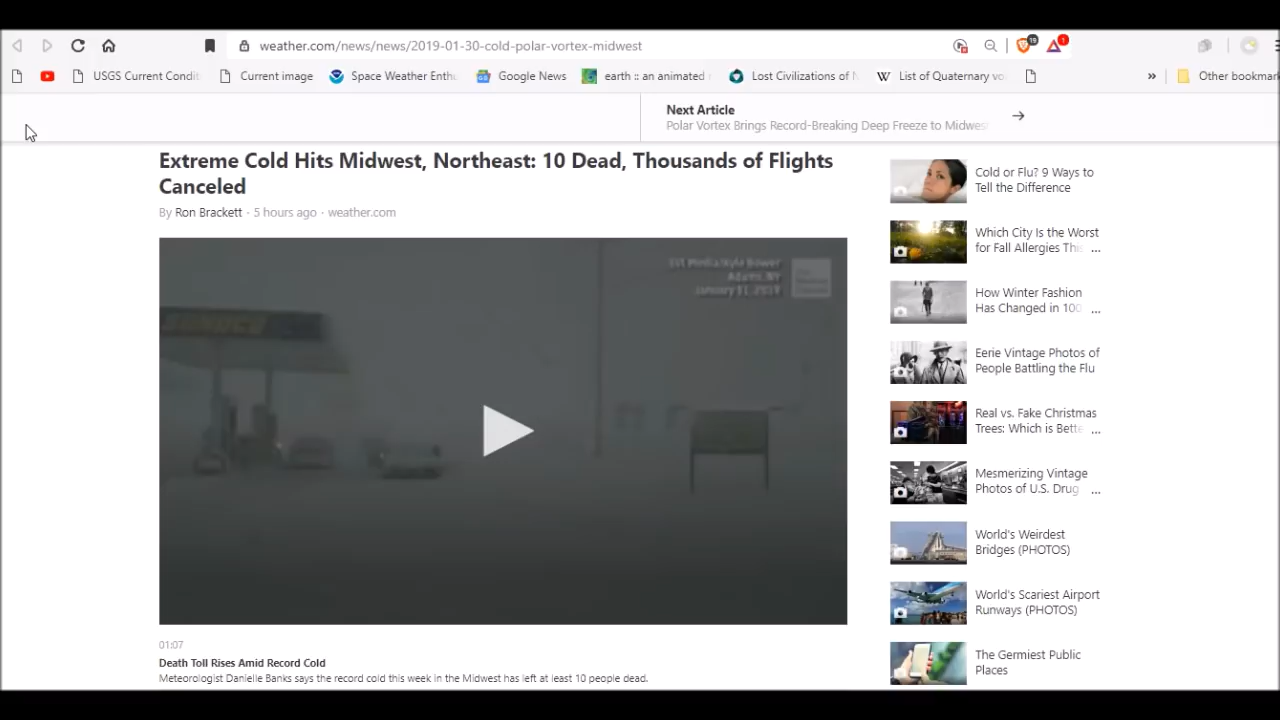 weather.com/news/news/2019-01-30-cold-polar-vortex-midwest
19
1
USGS Current Condit
Current image
Space Weather Enthu
Google News
earth :: an animated
Lost Civilizations of
List of Quaternary vo
»
Other bookmark
Next Article
Polar Vortex Brings Record-Breaking Deep Freeze to Midwest
Extreme Cold Hits Midwest, Northeast: 10 Dead, Thousands of Flights
Canceled
By Ron Brackett · 5 hours ago · weather.com
Adams, NY
01:07
Death Toll Rises Amid Record Cold
Meteorologist Danielle Banks says the record cold this week in the Midwest has left at least 10 people dead.
Cold or Flu? 9 Ways to
Tell the Difference
Which City Is the Worst
for Fall Allergies This ...
How Winter Fashion
Has Changed in 100 ...
Eerie Vintage Photos of
People Battling the Flu
Real vs. Fake Christmas
Trees: Which is Bette ...
Mesmerizing Vintage
Photos of U.S. Drug ...
World's Weirdest
Bridges (PHOTOS)
World's Scariest Airport
Runways (PHOTOS)
The Germiest Public
Places